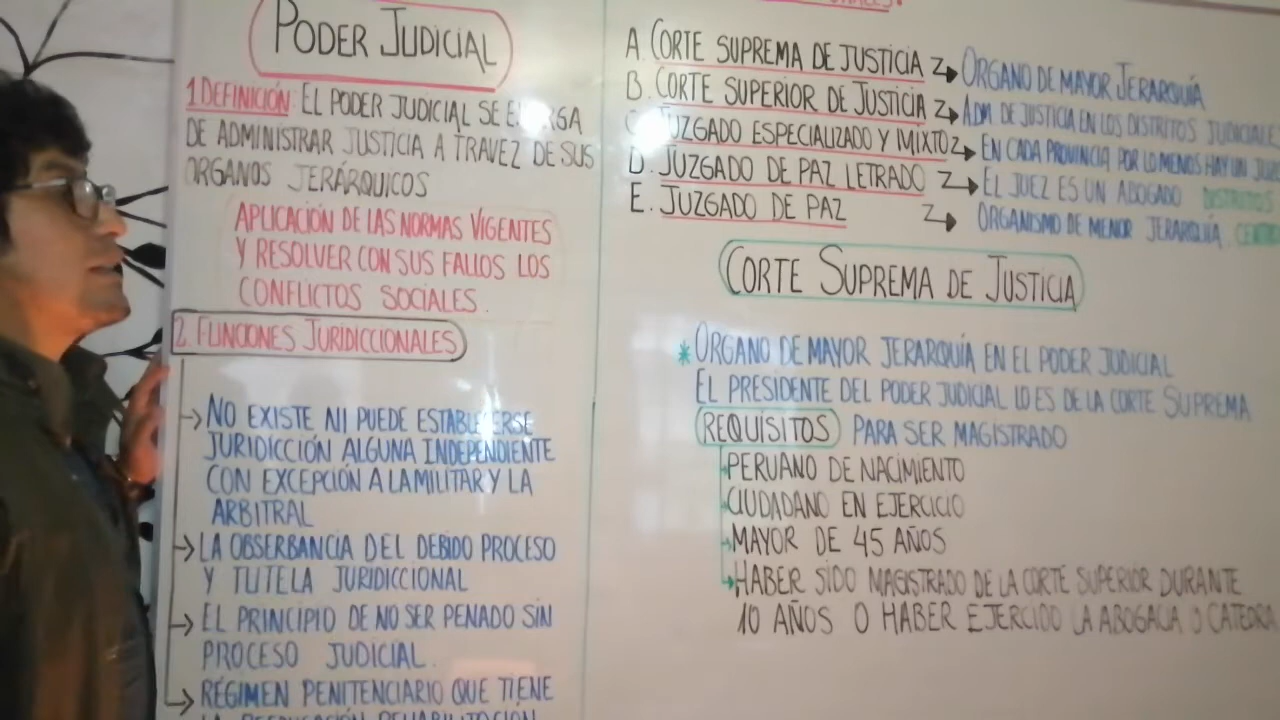 PODER JUDICIAL
1 DEFINICIÓN: EL PODER JUDICIAL SE
DE ADMINISTRAR JUSTICIA A TRAVEZ DE SUS
ORGANOS JERÁRQUICOS
APLICACIÓN DE LAS NORMAS VIGENTES
Y RESOLVER CON SUS FALLOS LOS
CONFLICTOS SOCIALES.
2. FUNCIONES JURIDICCIONALES
NO EXISTE NI PUEDE ESTABLECERSE
JURIDICCIÓN ALGUNA INDEPENDIENTE
CON EXCEPCIÓN A LA MILITAR Y LA
ARBITRAL
LA OBSERBANCIA DEL DEBIDO PROCESO
Y TUTELA JURIDICCIONAL
EL PRINCIPIO DE NO SER PENADO SIN
PROCESO JUDICIAL.
RÉGIMEN PENITENCIARIO QUE TIENE
LA REEDUCACIÓN REHABILITACIÓN
A. CORTE SUPREMA DE JUSTICIA ORGANO DE MAYOR JERARQUÍA
B. CORTE SUPERIOR DE JUSTICIA ADM DE JUSTICIA EN LOS DISTRITOS JUDICIALES
JUZGADO ESPECIALIZADO Y MIXTO EN CADA PROVINCIA POR LO MENOS HAY UN
D. JUZGADO DE PAZ LETRADO EL JUEZ ES UN ABOGADO DISTRITOS
E. JUZGADO DE PAZ ORGANISMO DE MENOR JERARQUÍA.
CORTE SUPREMA DE JUSTICIA
* ORGANO DE MAYOR JERARQUÍA EN EL PODER JUDICIAL
EL PRESIDENTE DEL PODER JUDICIAL LO ES DE LA CORTE SUPREMA
REQUISITOS PARA SER MAGISTRADO
PERUANO DE NACIMIENTO
CIUDADANO EN EJERCICIO
MAYOR DE 45 AÑOS
HABER SIDO MAGISTRADO DE LA CORTE SUPERIOR DURANTE
10 AÑOS O HABER EJERCIDO LA ABOGACIA O CATEDRA